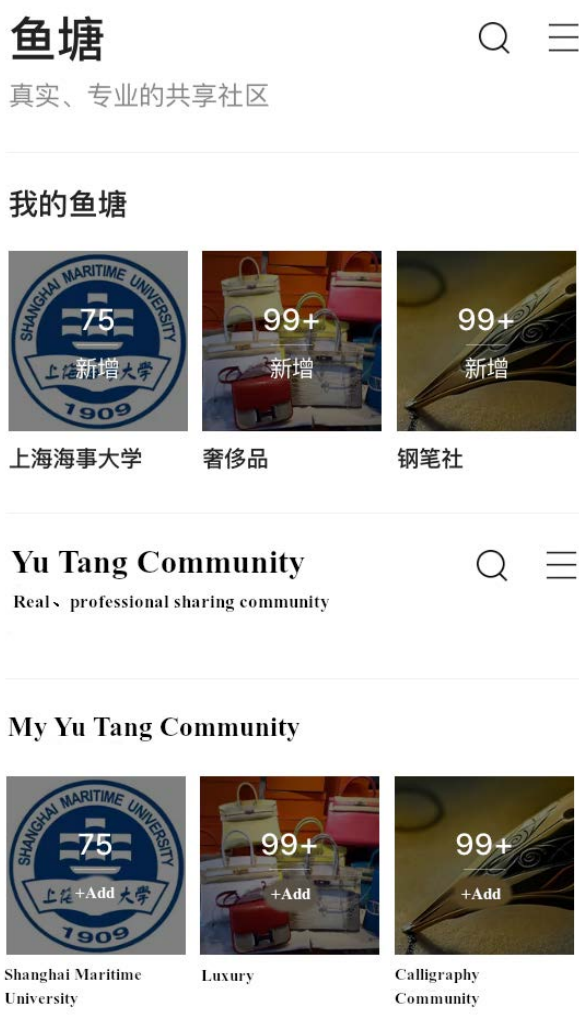 鱼塘
真实、专业的共享社区
我的鱼塘
SHANGHAI MARITIME UNIVERSITY
75
99+
99+
新增
新增
新增
上海 大学
1909
上海海事大学
奢侈品
钢笔社
Yu Tang Community
Real、professional sharing community
My Yu Tang Community
SHANGHAI MARITIME UNIVERSITY
75
99+
99+
+Add
+Add
+Add
上海 大学
1909
Shanghai Maritime
University
Luxury
Calligraphy
Community